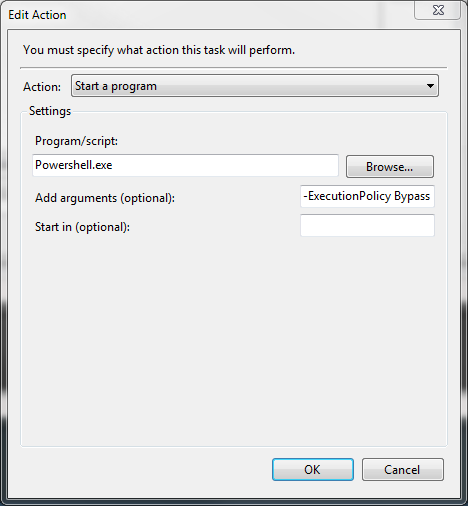 Edit Action
You must specify what action this task will perform.
Action: Start a program
Settings
Program/script:
Powershell.exe Browse...
Add arguments (optional): -ExecutionPolicy Bypass
Start in (optional):
OK Cancel